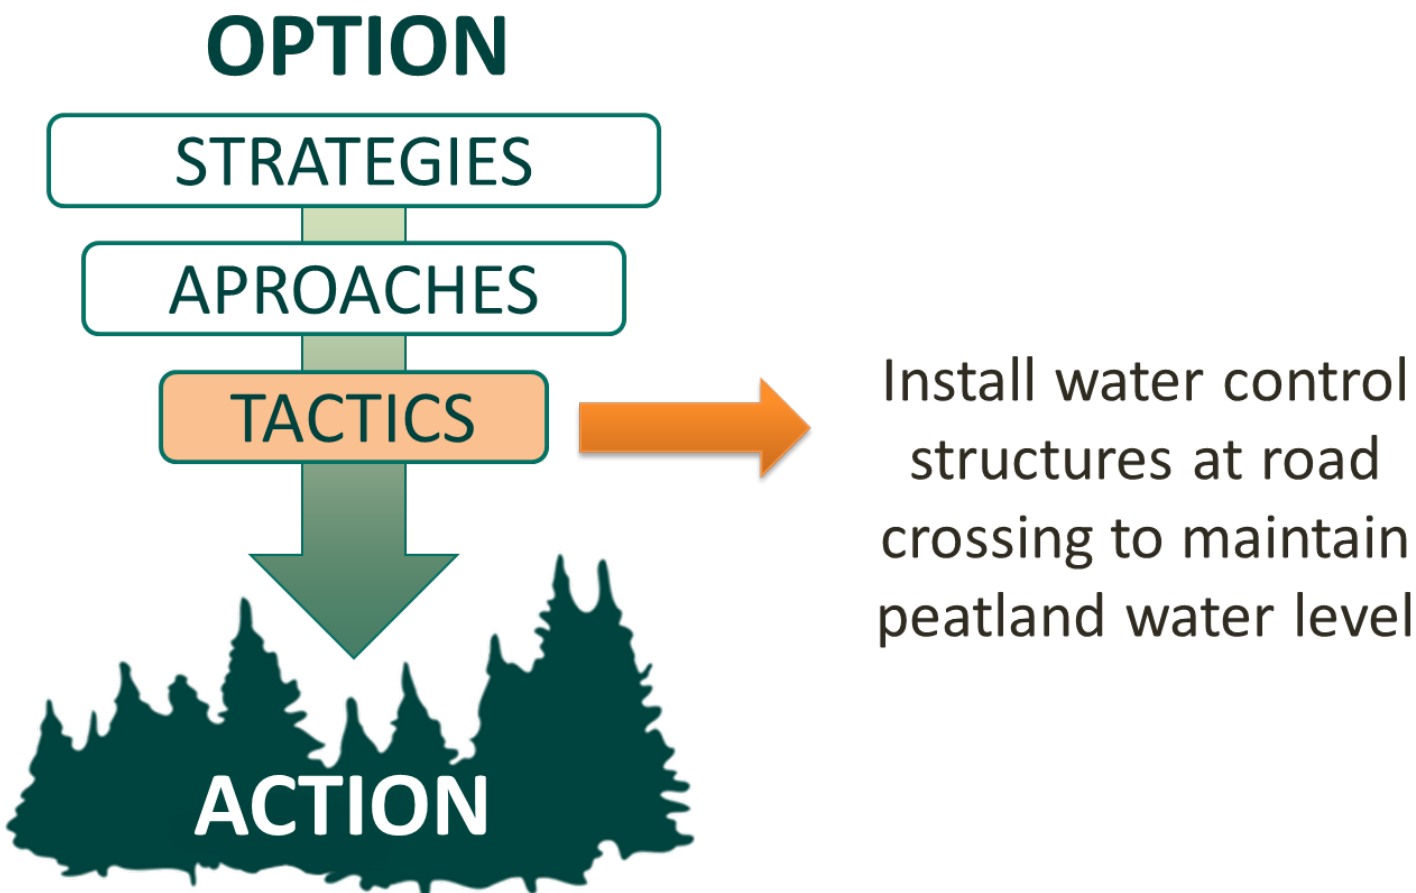 OPTION
STRATEGIES
APROACHES
TACTICS
Install water control
structures at road
crossing to maintain
peatland water level
ACTION